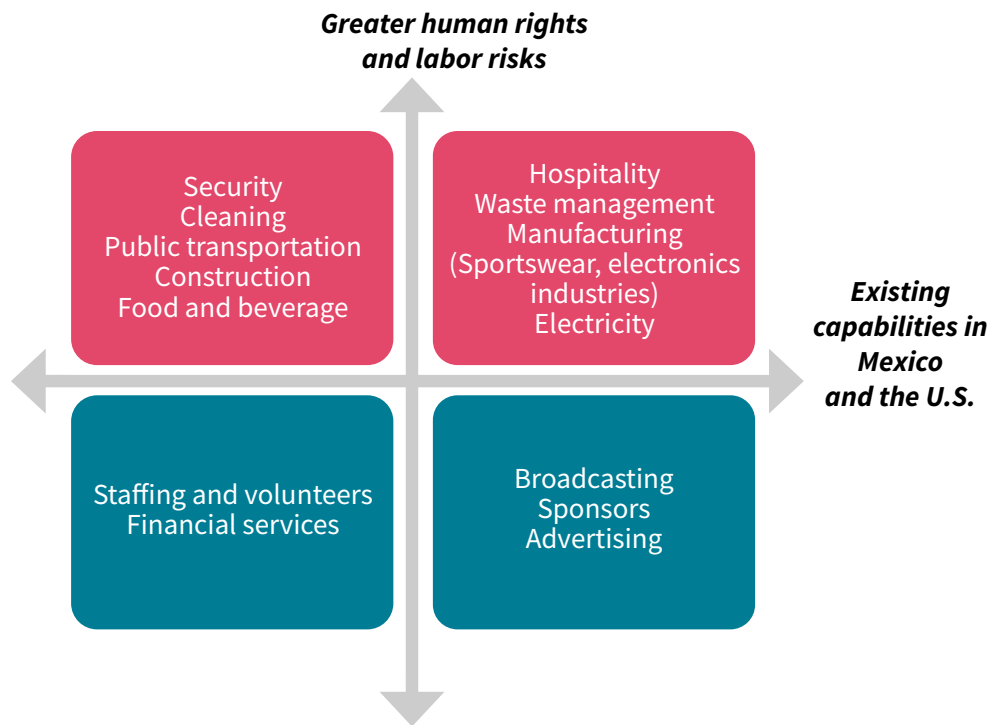 Greater human rights
and labor risks
Security
Cleaning
Public transportation
Construction
Food and beverage
Hospitality
Waste management
Manufacturing
(Sportswear, electronics
industries)
Electricity
Existing
capabilities in
Mexico
and the U.S.
Staffing and volunteers
Financial services
Broadcasting
Sponsors
Advertising